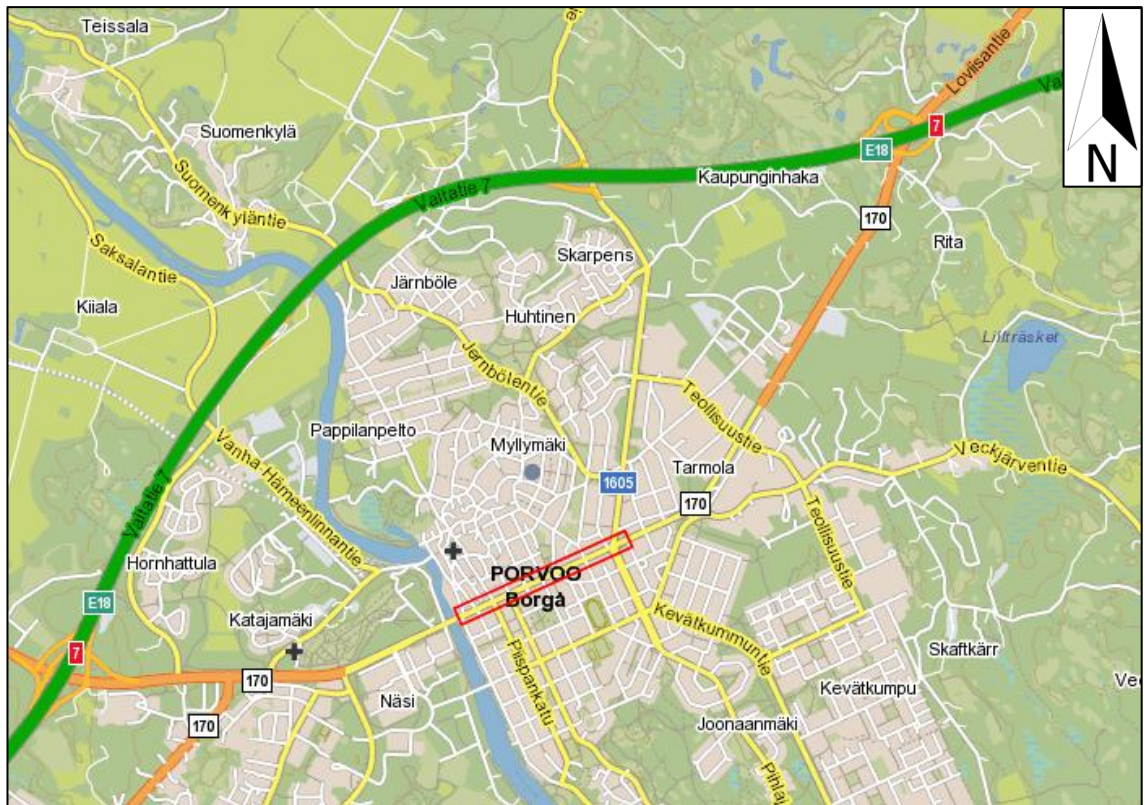 Teissala
Loviisantie
7
Suomenkylä
E18
Valtatie 7
Kaupunginhaka
170
Suomenkyläntie
Rita
Skarpens
Saksalantie
Järnböle
Kiiala
Huhtinen
Liiträsket
Jernbölentie
Teollisuustie
Pappilanpelto
Vanha Hämeenlinnantie
Myllymäki
Veckjärventie
Tarmola
1605
170
Valtatie 7
Teollisuustie
Hornhattula
PORVOO
Borgå
E18
Katajamäki
Kevätkummuntie
Skaftkärr
7
170
Näsi
Piispankatu
Kevätkumpu
170
Joonaanmäki
N